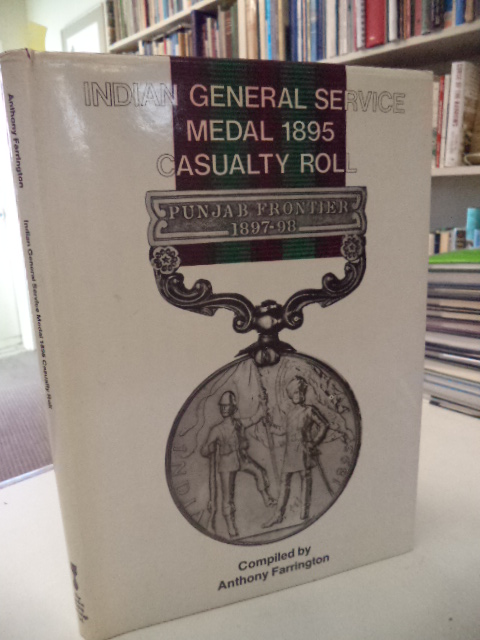 INDIAN GENERAL SERVICE
MEDAL 1895
CASUALTY ROLL
PUNJAB FRONTIER
1897-98
Compiled by
Anthony Farrington
Anthony Farrington
Indian General Service Medal 1895 Casualty Roll